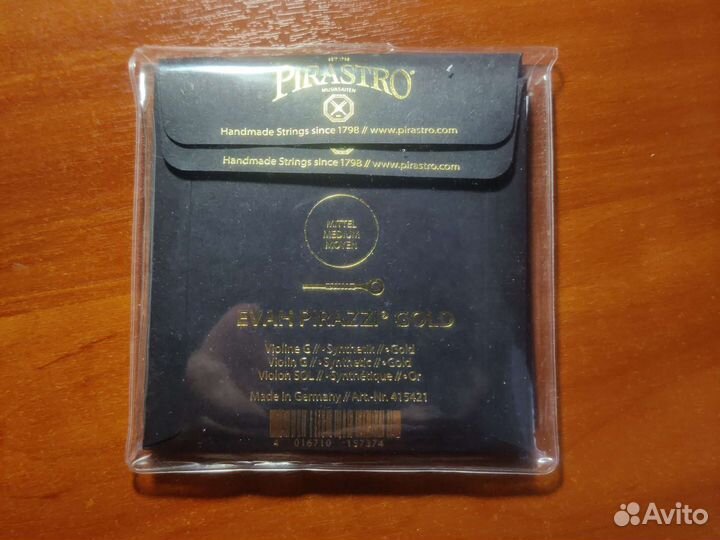 SEIT 1798
PIRASTRO
MUSIKSAITEN
Handmade Strings since 1798 // www.pirastro.com
Handmade Strings since 1798 // www.pirastro.com
MITTEL
MEDIUM
MOYEN
EVAH PIRAZZI® GOLD
Violine G // • Synthetik // • Gold
Violin G // • Synthetic // • Gold
Violon SOL // • Synthétique // • Or
Made in Germany // Art.-Nr. 415421
4 016710 157374
Avito